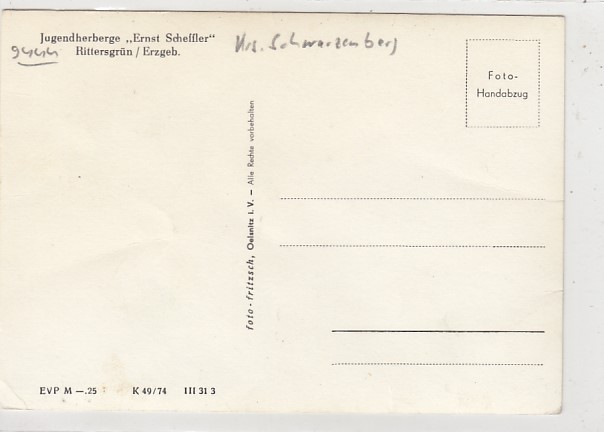 Jugendherberge „Ernst Scheffler“
Rittersgrün / Erzgeb.
Krs. Schwarzenberg
Foto-
Handabzug
foto-fritzsch, Oelsnitz i. V. – Alle Rechte vorbehalten
EVP M —.25 K 49/74 III 31 3